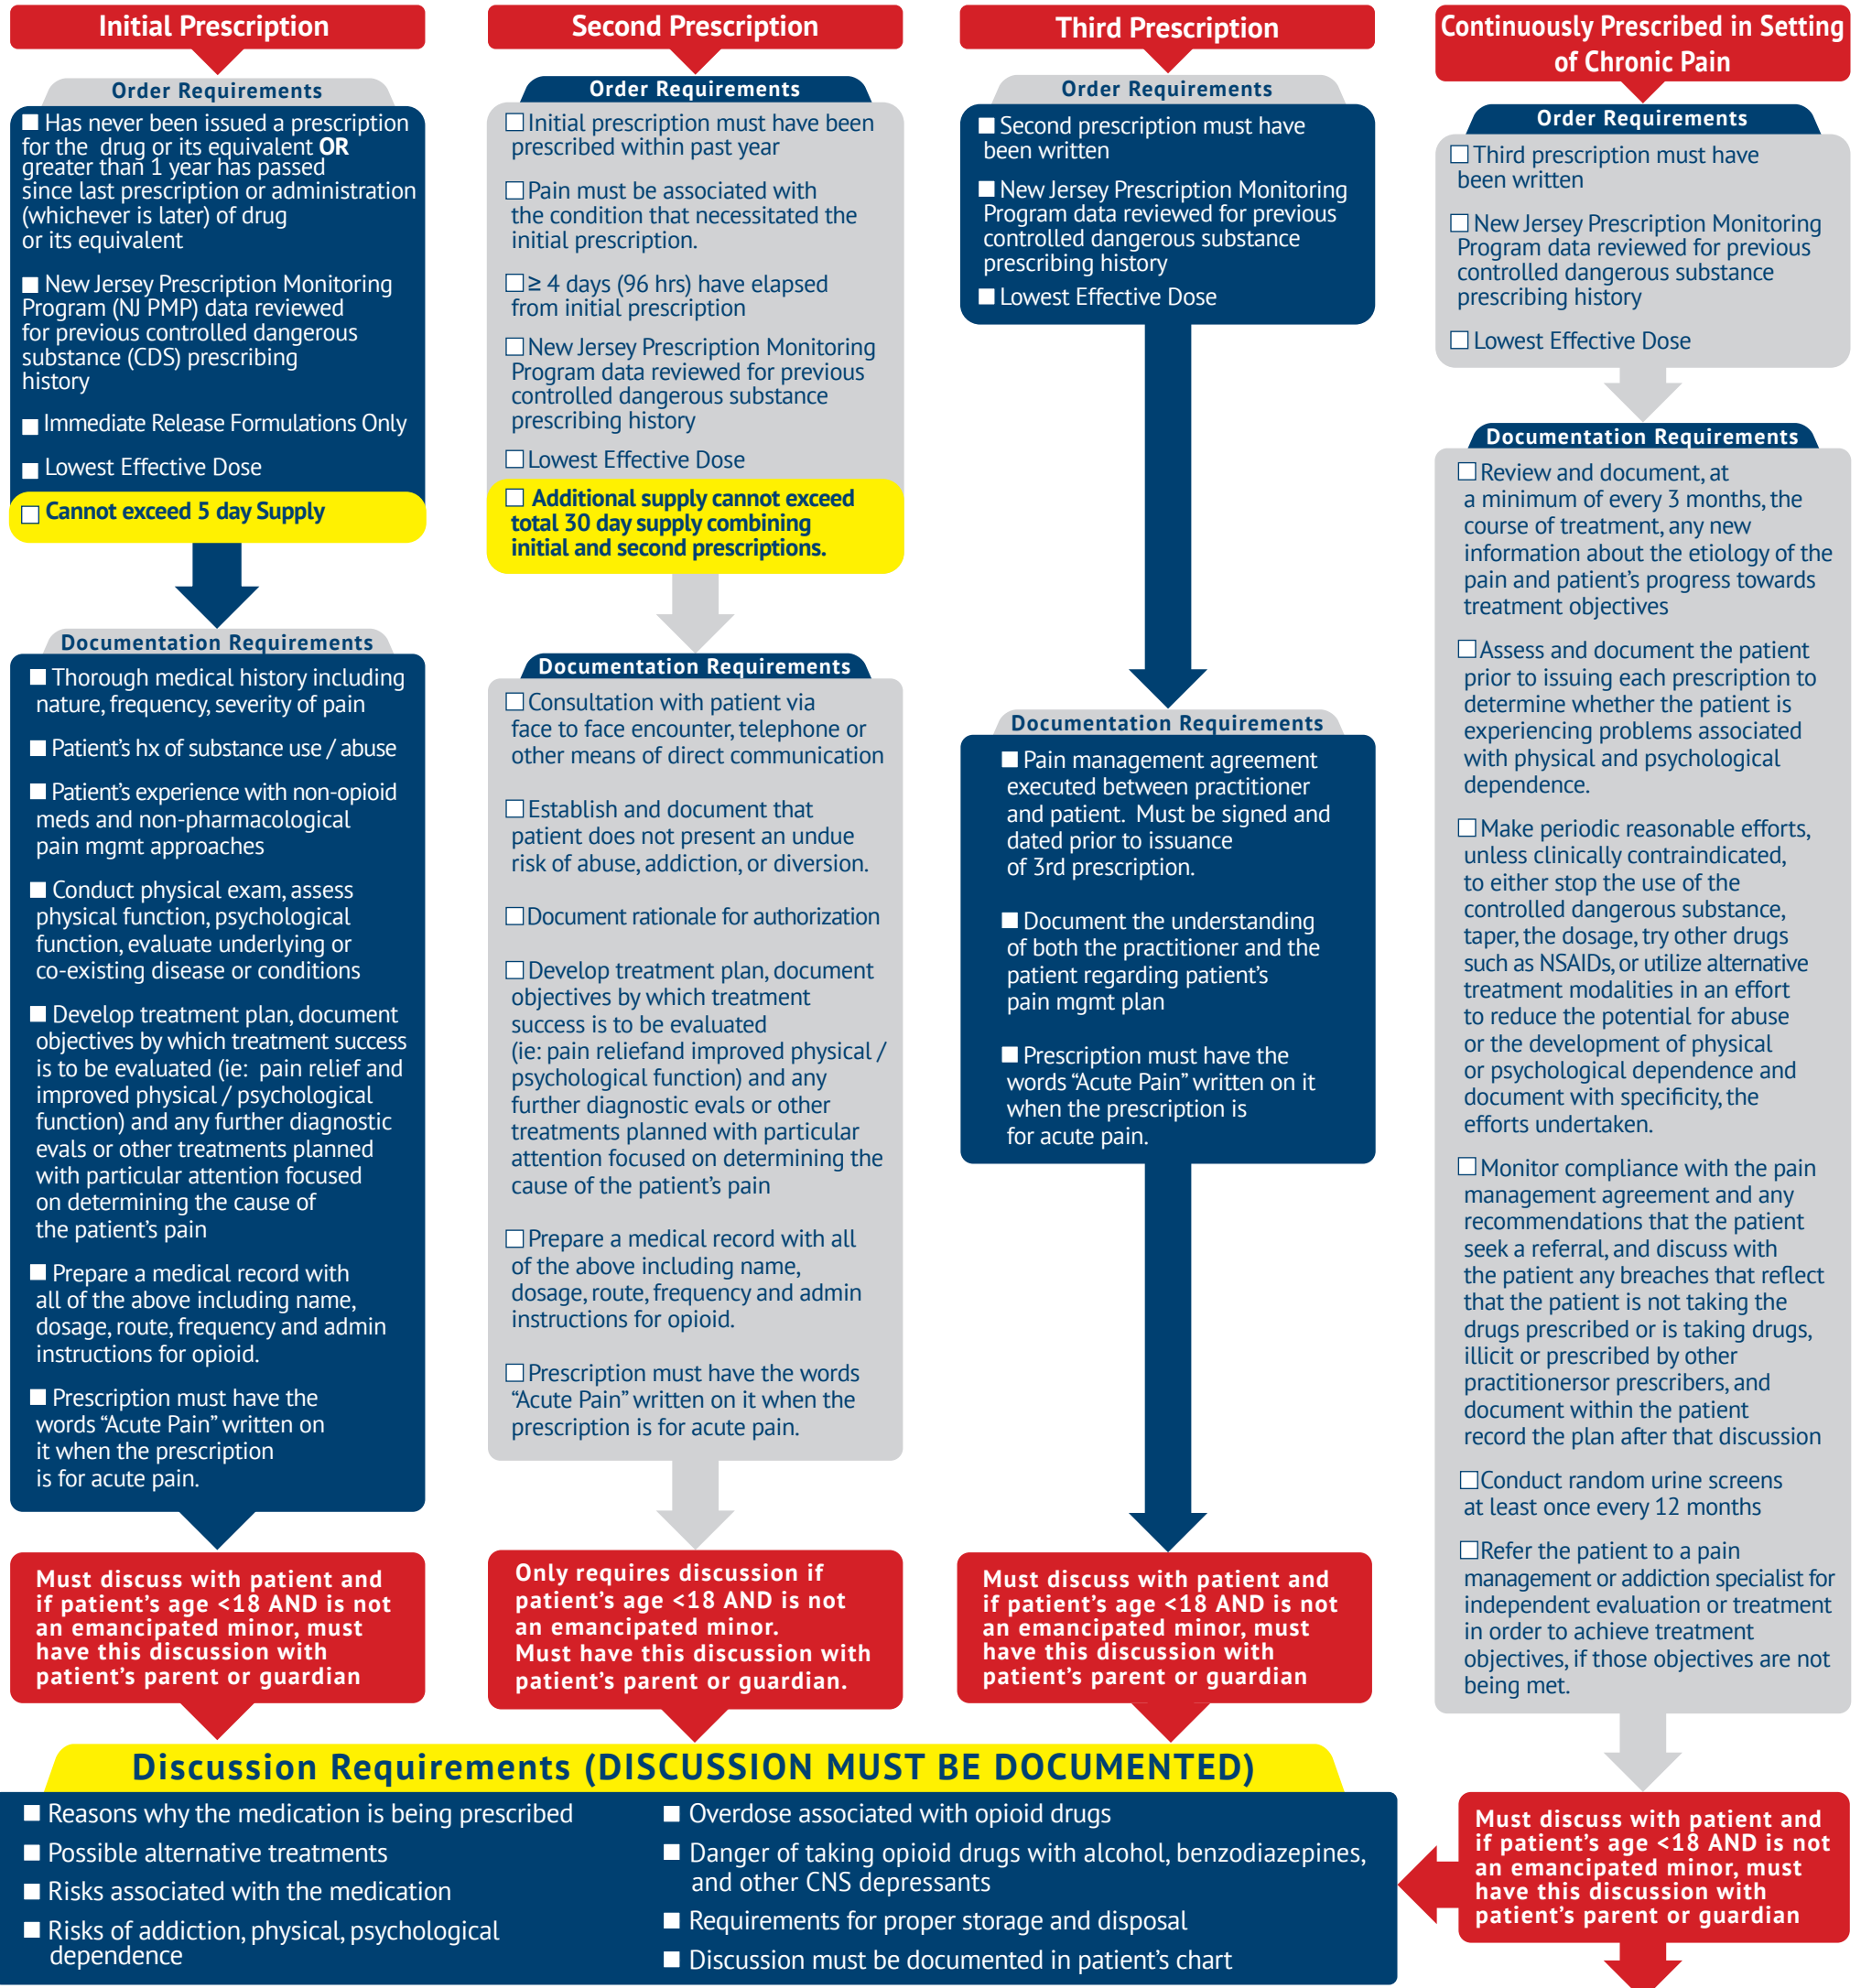 Initial Prescription
Order Requirements
Has never been issued a prescription
for the drug or its equivalent OR
greater than 1 year has passed
since last prescription or administration
(whichever is later) of drug
or its equivalent
New Jersey Prescription Monitoring
Program (NJ PMP) data reviewed
for previous controlled dangerous
substance (CDS) prescribing
history
Immediate Release Formulations Only
Lowest Effective Dose
Cannot exceed 5 day Supply
Documentation Requirements
Thorough medical history including
nature, frequency, severity of pain
Patient's hx of substance use / abuse
Patient's experience with non-opioid
meds and non-pharmacological
pain mgmt approaches
Conduct physical exam, assess
physical function, psychological
function, evaluate underlying or
co-existing disease or conditions
Develop treatment plan, document
objectives by which treatment success
is to be evaluated (ie: pain relief and
improved physical / psychological
function) and any further diagnostic
evals or other treatments planned
with particular attention focused
on determining the cause of
the patient's pain
Prepare a medical record with
all of the above including name,
dosage, route, frequency and admin
instructions for opioid.
Prescription must have the
words “Acute Pain” written on
it when the prescription
is for acute pain.
Must discuss with patient and
if patient's age <18 AND is not
an emancipated minor, must
have this discussion with
patient's parent or guardian
Second Prescription
Order Requirements
Initial prescription must have been
prescribed within past year
Pain must be associated with
the condition that necessitated the
initial prescription.
≥ 4 days (96 hrs) have elapsed
from initial prescription
New Jersey Prescription Monitoring
Program data reviewed for previous
controlled dangerous substance
prescribing history
Lowest Effective Dose
Additional supply cannot exceed
total 30 day supply combining
initial and second prescriptions.
Documentation Requirements
Consultation with patient via
face to face encounter, telephone or
other means of direct communication
Establish and document that
patient does not present an undue
risk of abuse, addiction, or diversion.
Document rationale for authorization
Develop treatment plan, document
objectives by which treatment
success is to be evaluated
(ie: pain reliefand improved physical /
psychological function) and any
further diagnostic evals or other
treatments planned with particular
attention focused on determining the
cause of the patient's pain
Prepare a medical record with all
of the above including name,
dosage, route, frequency and admin
instructions for opioid.
Prescription must have the words
“Acute Pain” written on it when the
prescription is for acute pain.
Only requires discussion if
patient's age <18 AND is not
an emancipated minor.
Must have this discussion with
patient's parent or guardian.
Third Prescription
Order Requirements
Second prescription must have
been written
New Jersey Prescription Monitoring
Program data reviewed for previous
controlled dangerous substance
prescribing history
Lowest Effective Dose
Documentation Requirements
Pain management agreement
executed between practitioner
and patient. Must be signed and
dated prior to issuance
of 3rd prescription.
Document the understanding
of both the practitioner and the
patient regarding patient's
pain mgmt plan
Prescription must have the
words “Acute Pain” written on it
when the prescription is
for acute pain.
Must discuss with patient and
if patient's age <18 AND is not
an emancipated minor, must
have this discussion with
patient's parent or guardian
Continuously Prescribed in Setting
of Chronic Pain
Order Requirements
Third prescription must have
been written
New Jersey Prescription Monitoring
Program data reviewed for previous
controlled dangerous substance
prescribing history
Lowest Effective Dose
Documentation Requirements
Review and document, at
a minimum of every 3 months, the
course of treatment, any new
information about the etiology of the
pain and patient's progress towards
treatment objectives
Assess and document the patient
prior to issuing each prescription to
determine whether the patient is
experiencing problems associated
with physical and psychological
dependence.
Make periodic reasonable efforts,
unless clinically contraindicated,
to either stop the use of the
controlled dangerous substance,
taper, the dosage, try other drugs
such as NSAIDs, or utilize alternative
treatment modalities in an effort
to reduce the potential for abuse
or the development of physical
or psychological dependence and
document with specificity, the
efforts undertaken.
Monitor compliance with the pain
management agreement and any
recommendations that the patient
seek a referral, and discuss with
the patient any breaches that reflect
that the patient is not taking the
drugs prescribed or is taking drugs,
illicit or prescribed by other
practitionersor prescribers, and
document within the patient
record the plan after that discussion
Conduct random urine screens
at least once every 12 months
Refer the patient to a pain
management or addiction specialist for
independent evaluation or treatment
in order to achieve treatment
objectives, if those objectives are not
being met.
Must discuss with patient and
if patient's age <18 AND is not
an emancipated minor, must
have this discussion with
patient's parent or guardian
Discussion Requirements (DISCUSSION MUST BE DOCUMENTED)
Reasons why the medication is being prescribed
Possible alternative treatments
Risks associated with the medication
Risks of addiction, physical, psychological
dependence
Overdose associated with opioid drugs
Danger of taking opioid drugs with alcohol, benzodiazepines,
and other CNS depressants
Requirements for proper storage and disposal
Discussion must be documented in patient's chart